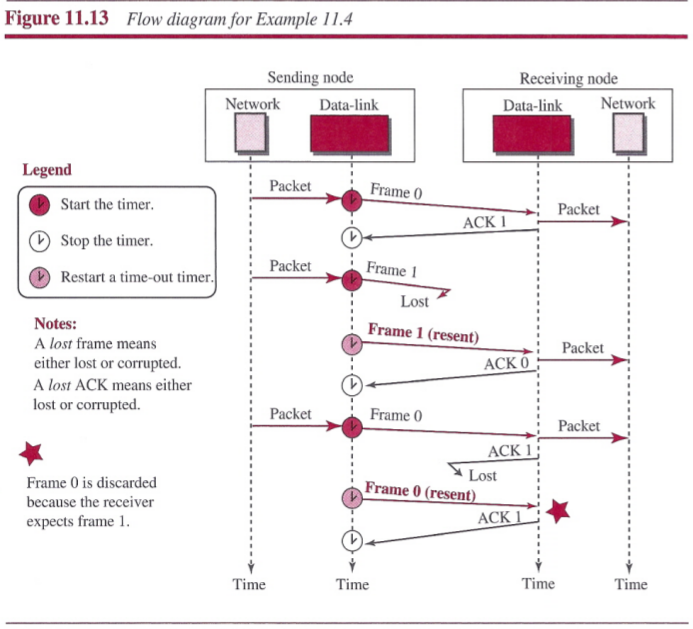 Figure 11.13 Flow diagram for Example 11.4
Sending node
Receiving node
Network
Data-link
Data-link
Network
Legend
Start the timer.
Stop the timer.
Restart a time-out timer.
Notes:
A lost frame means
either lost or corrupted.
A lost ACK means either
lost or corrupted.
Frame 0 is discarded
because the receiver
expects frame 1.
Packet
Frame 0
Packet
ACK 1
Packet
Frame 1
Lost
Frame 1 (resent)
Packet
ACK 0
Packet
Frame 0
Packet
ACK 1
Lost
Frame 0 (resent)
ACK 1
Time
Time
Time
Time